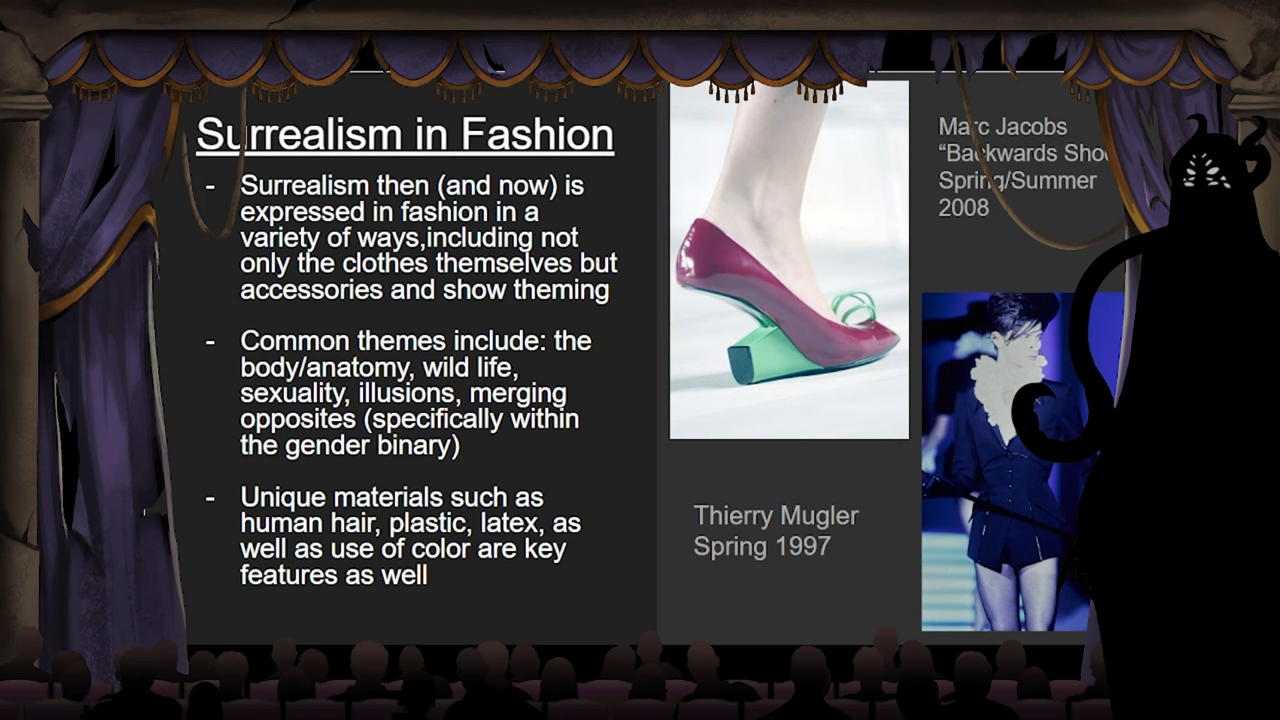 Surrealism in Fashion
- Surrealism then (and now) is
expressed in fashion in a
variety of ways,including not
only the clothes themselves but
accessories and show theming
- Common themes include: the
body/anatomy, wild life,
sexuality, illusions, merging
opposites (specifically within
the gender binary)
- Unique materials such as
human hair, plastic, latex, as
well as use of color are key
features as well
Marc Jacobs
“Backwards
Spring/Summer
2008
Thierry Mugler
Spring 1997